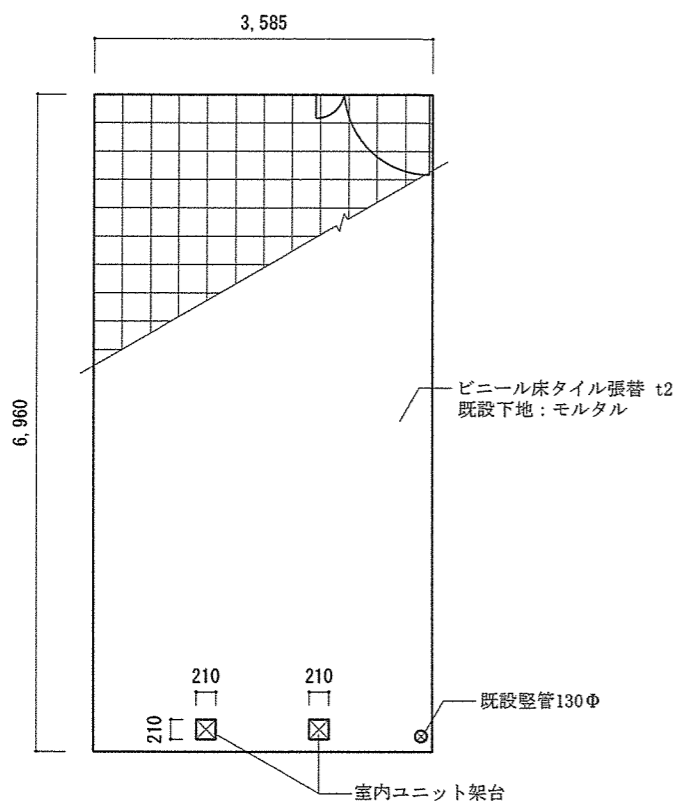 3,585
6,960
ビニール床タイル張替 t2
既設下地：モルタル
210
210
210
既設竪管130Φ
室内ユニット架台